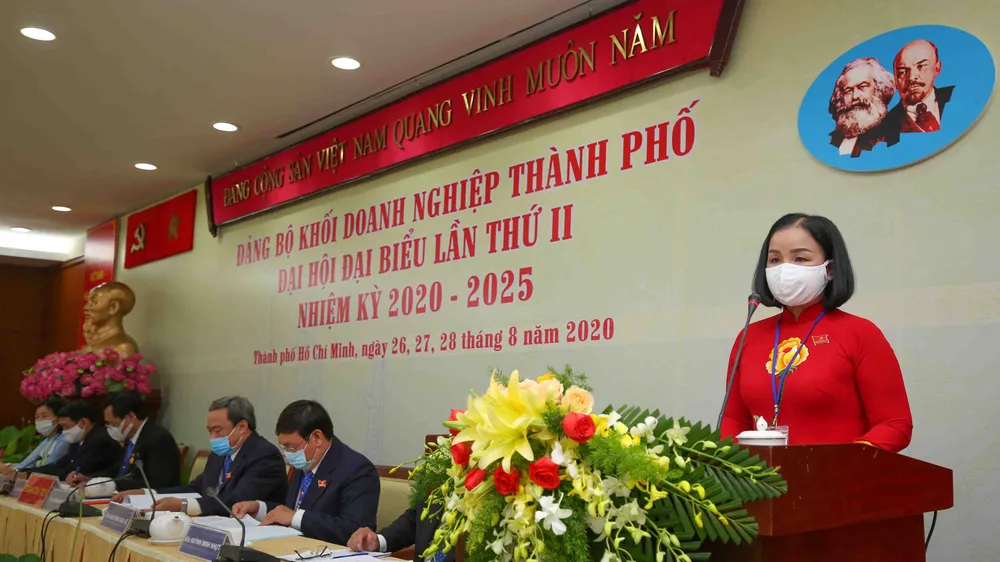 ĐẢNG CỘNG SẢN VIỆT NAM QUANG VINH MUÔN NĂM
ĐẢNG BỘ KHỐI DOANH NGHIỆP THÀNH PHỐ
ĐẠI HỘI ĐẠI BIỂU LẦN THỨ II
NHIỆM KỲ 2020 - 2025
Thành phố Hồ Chí Minh, ngày 26, 27, 28 tháng 8 năm 2020